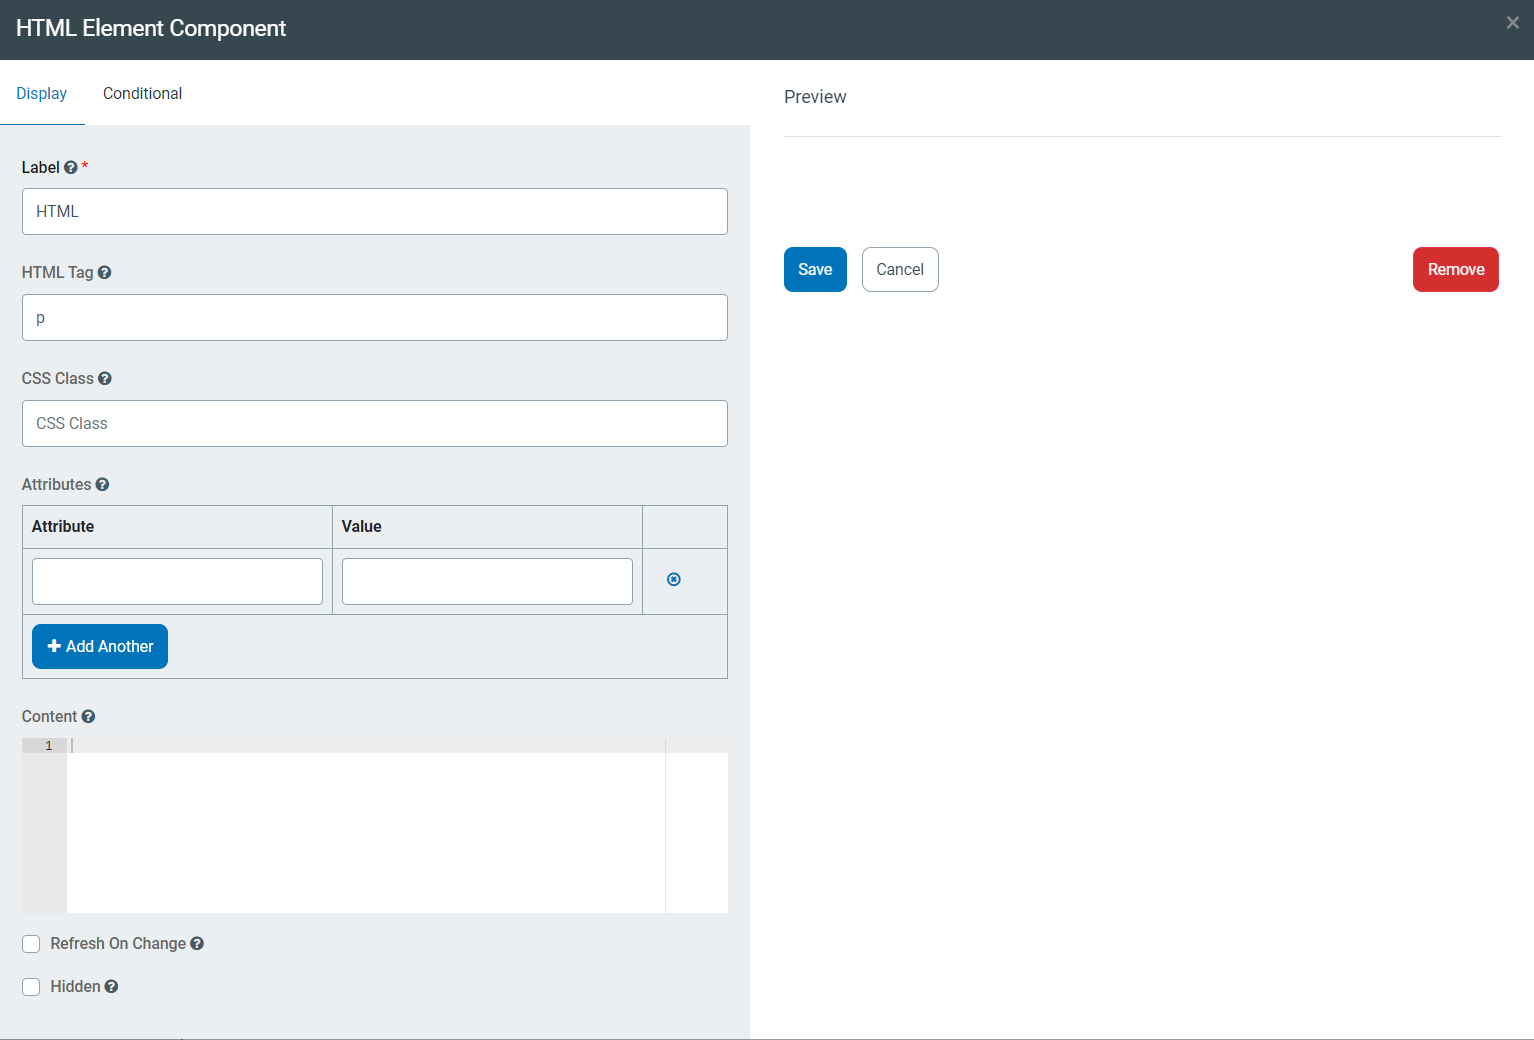 HTML Element Component
Display Conditional
Label *
HTML
HTML Tag
p
CSS Class
CSS Class
Attributes
Attribute Value
Add Another
Content
1
Refresh On Change
Hidden
Preview
Save Cancel Remove